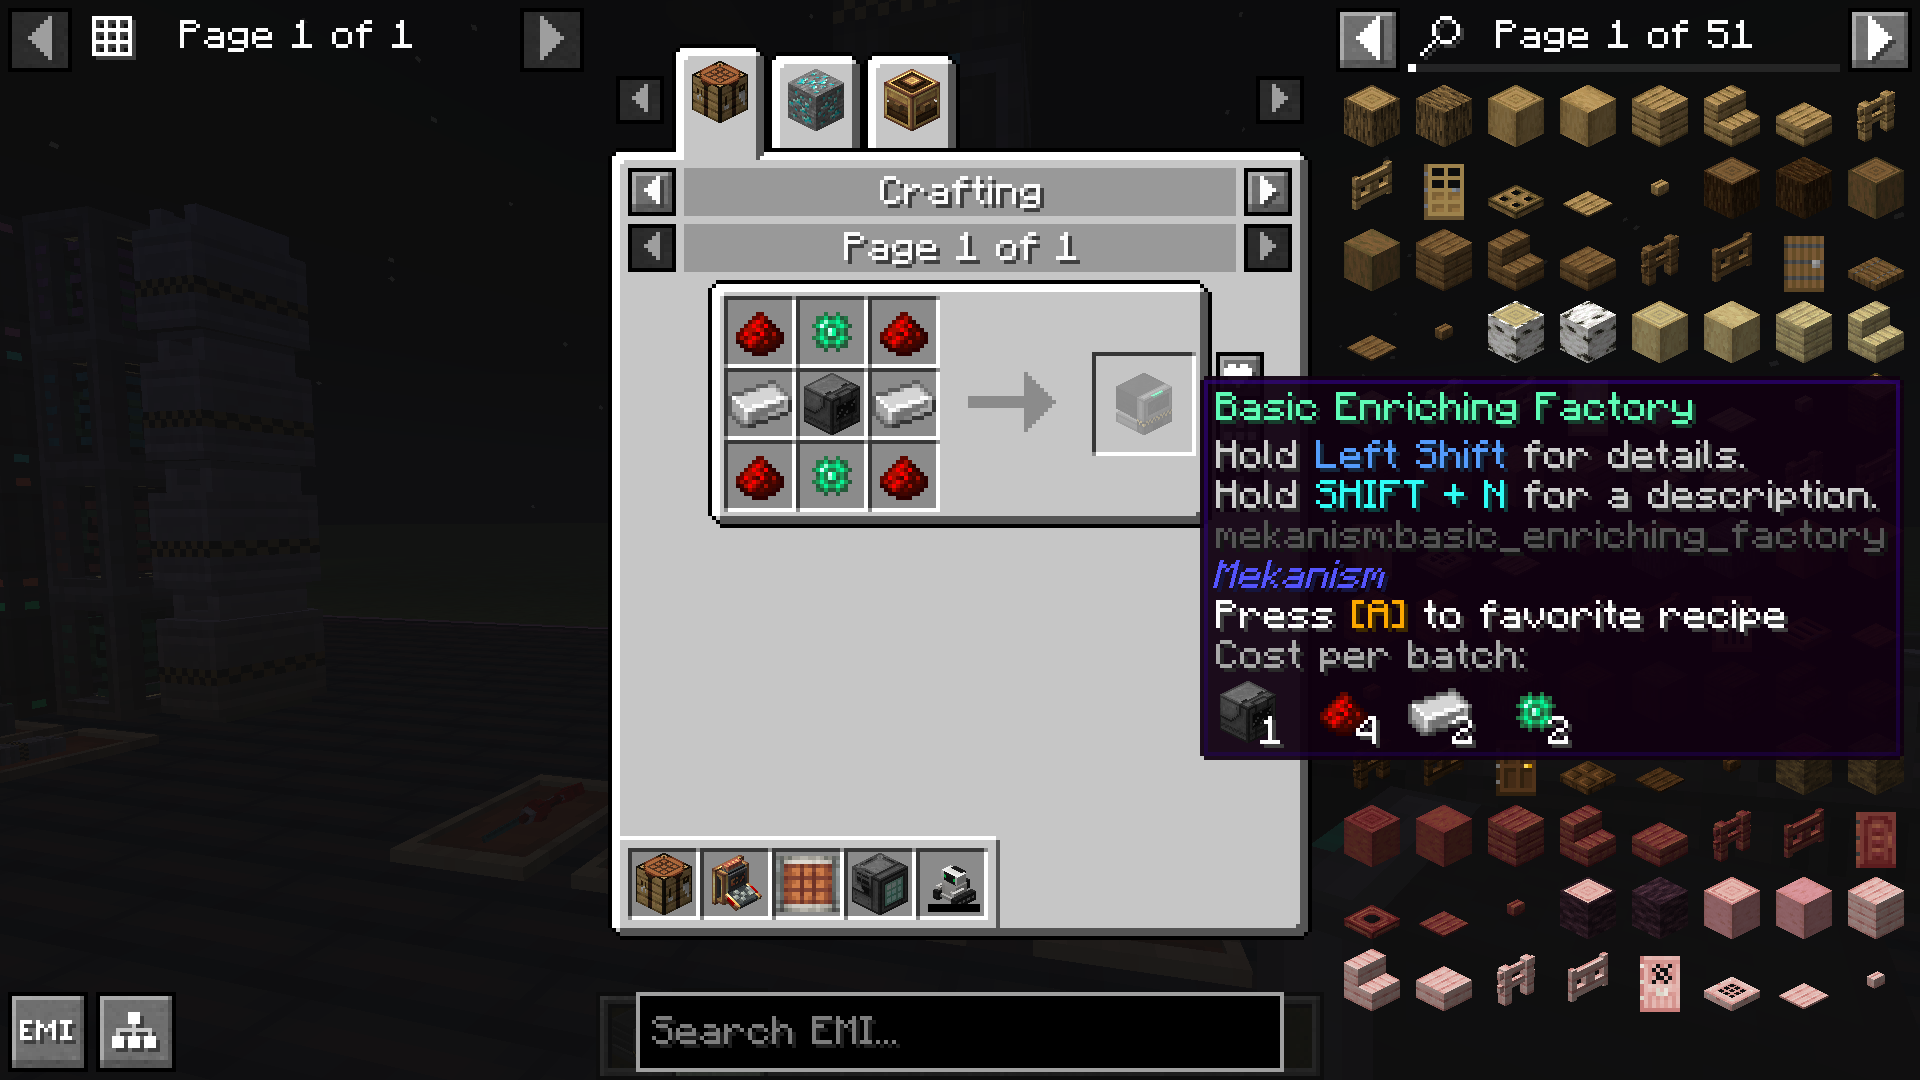 Page 1 of 1
Page 1 of 51
Crafting
Page 1 of 1
Basic Enriching Factory
Hold Left Shift for details.
Hold SHIFT + N for a description.
mekanism:basic_enriching_factory
Mekanism
Press [A] to favorite recipe
Cost per batch:
1 4 2 2
EMI
Search EMI...